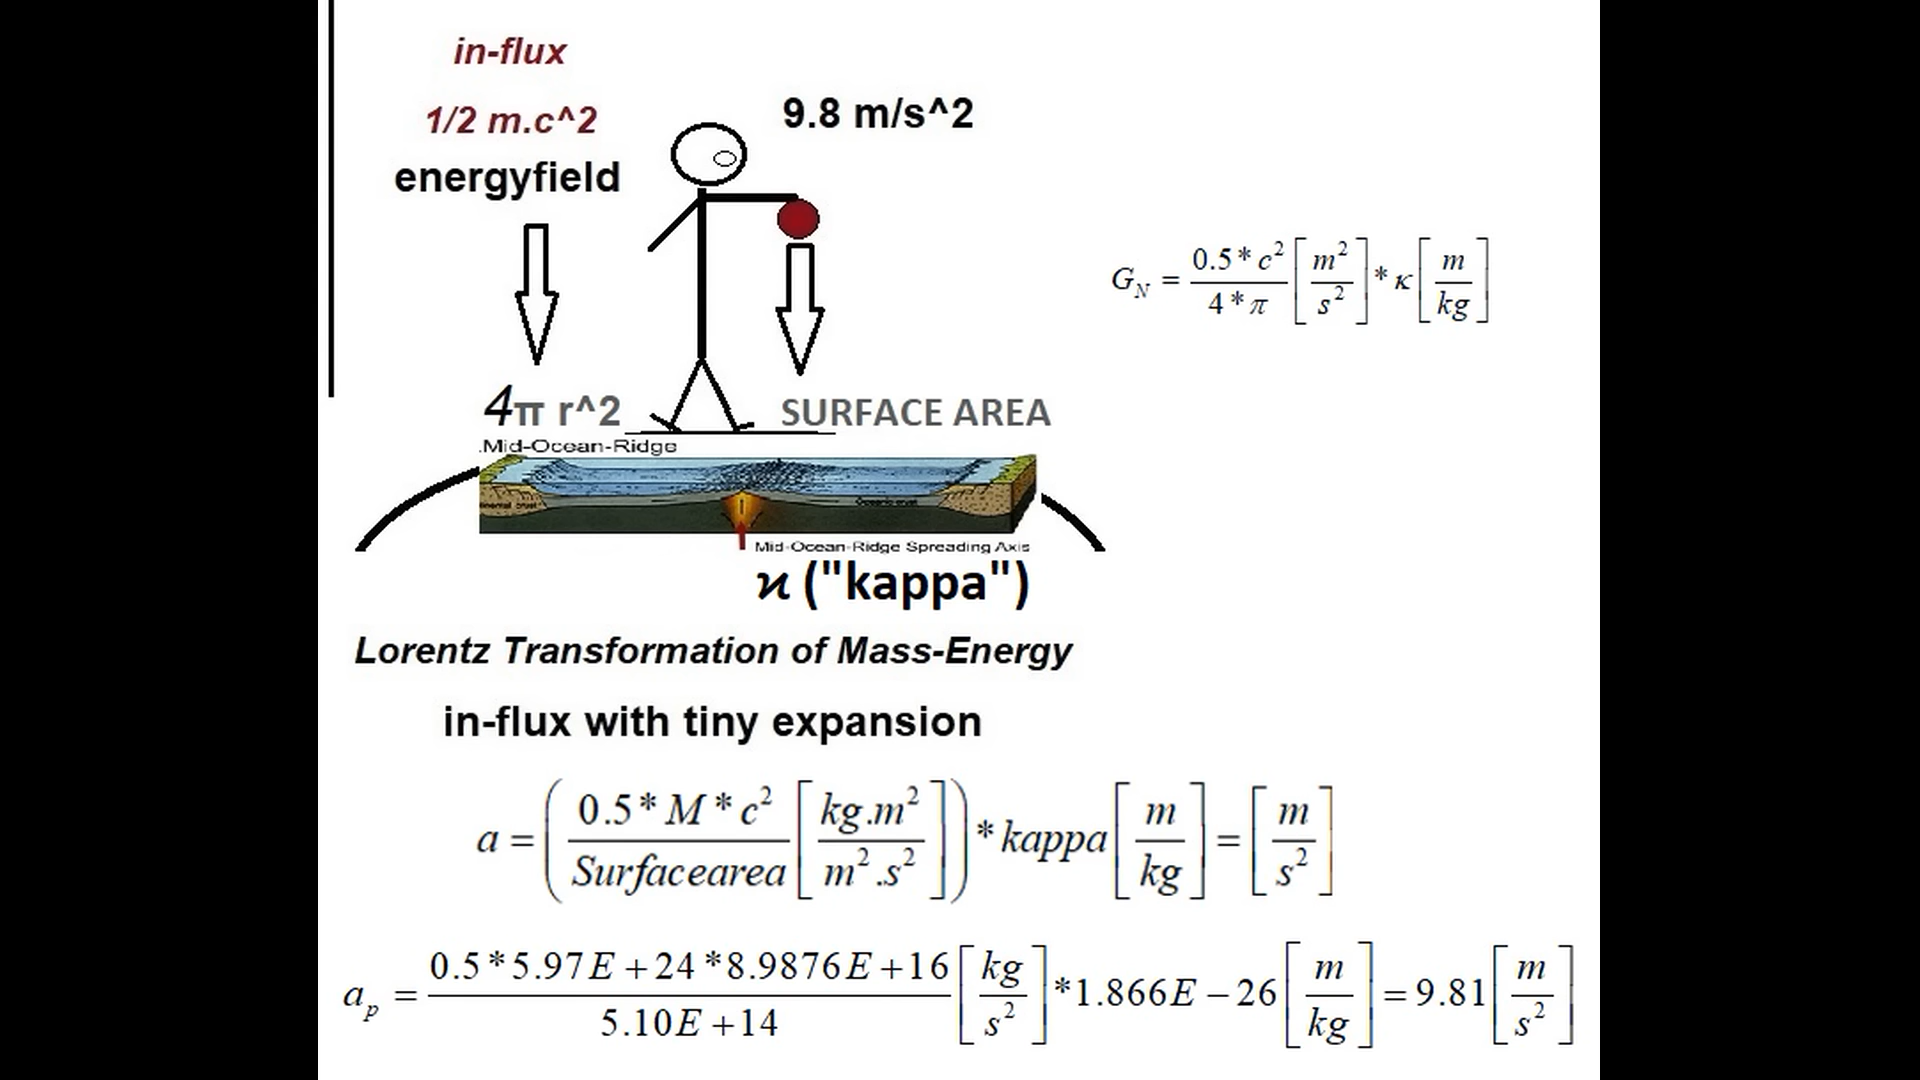 in-flux
1/2 m.c^2
energyfield
9.8 m/s^2
G_N = 0.5 * c^2 / 4 * π [m^2 / s^2] * κ [m / kg]
4π r^2 SURFACE AREA
.Mid-Ocean-Ridge
Mid-Ocean-Ridge Spreading Axis
ϰ ("kappa")
Lorentz Transformation of Mass-Energy
in-flux with tiny expansion
a = (0.5 * M * c^2 / Surfacearea [kg.m^2 / m^2.s^2]) * kappa [m / kg] = [m / s^2]
a_p = 0.5 * 5.97E+24 * 8.9876E+16 / 5.10E+14 [kg / s^2] * 1.866E-26 [m / kg] = 9.81 [m / s^2]